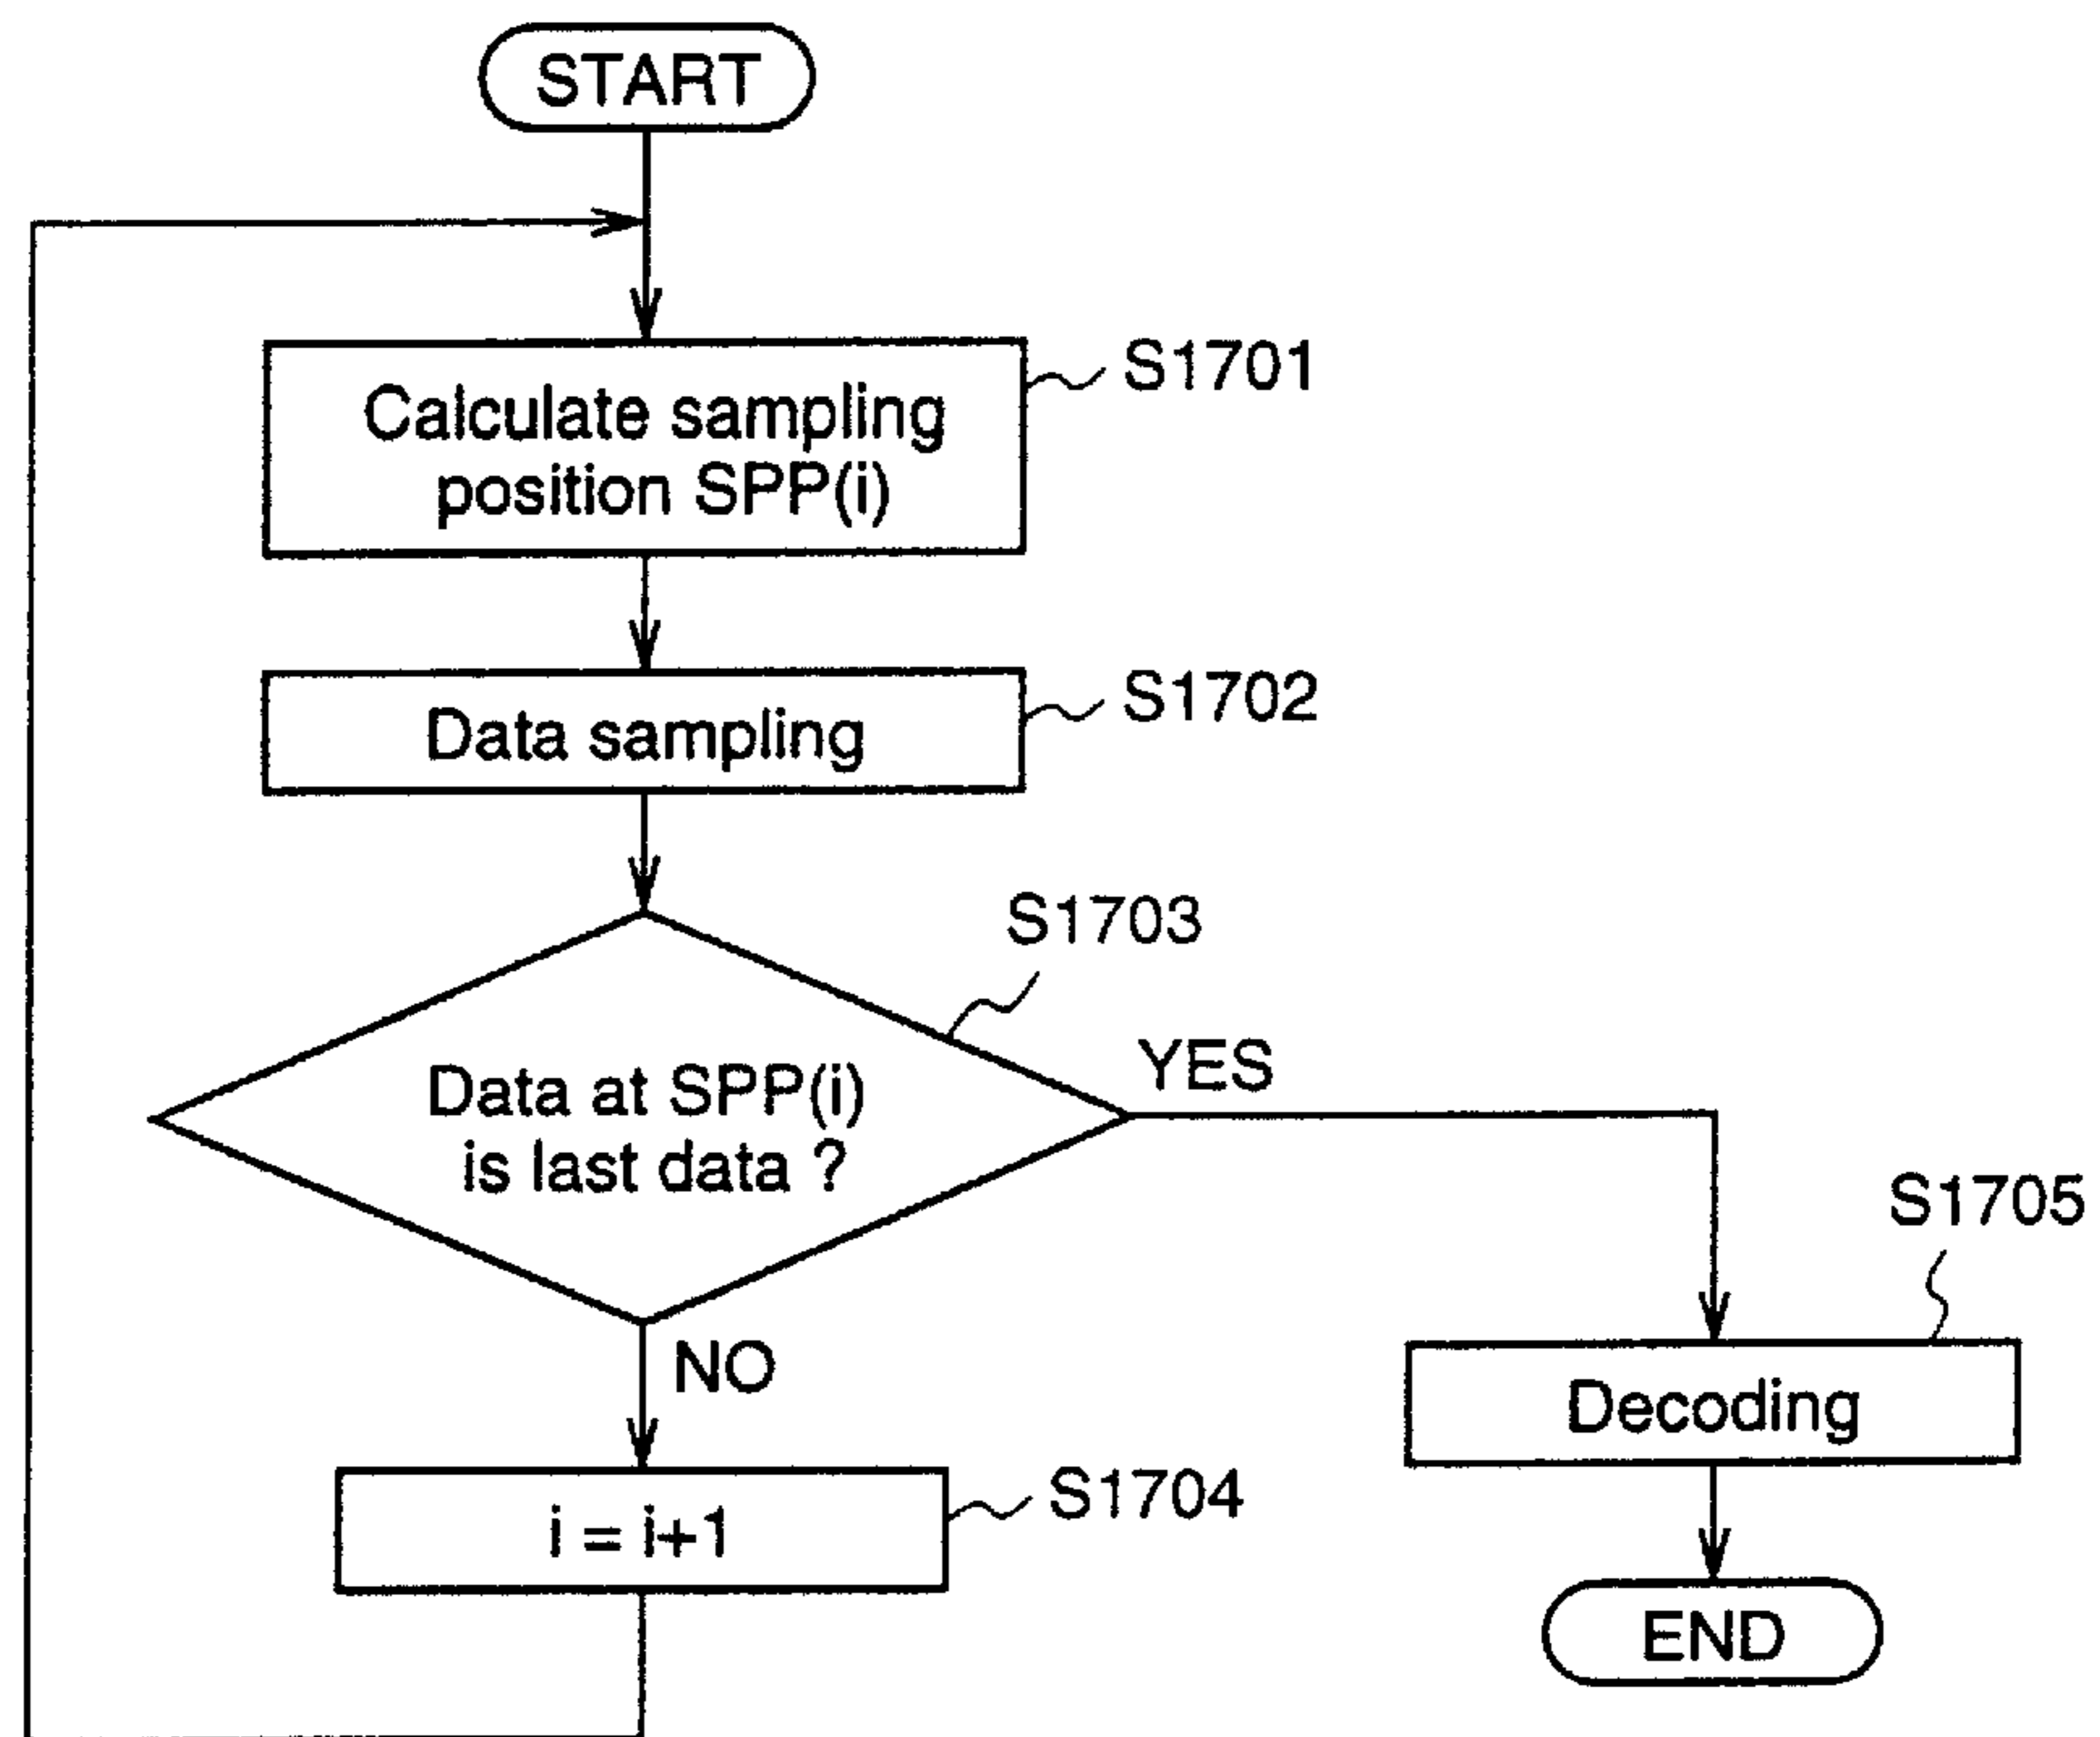 START
Calculate sampling
position SPP(i)
S1701
Data sampling
S1702
S1703
Data at SPP(i)
is last data ?
YES
NO
i = i+1
S1704
S1705
Decoding
END